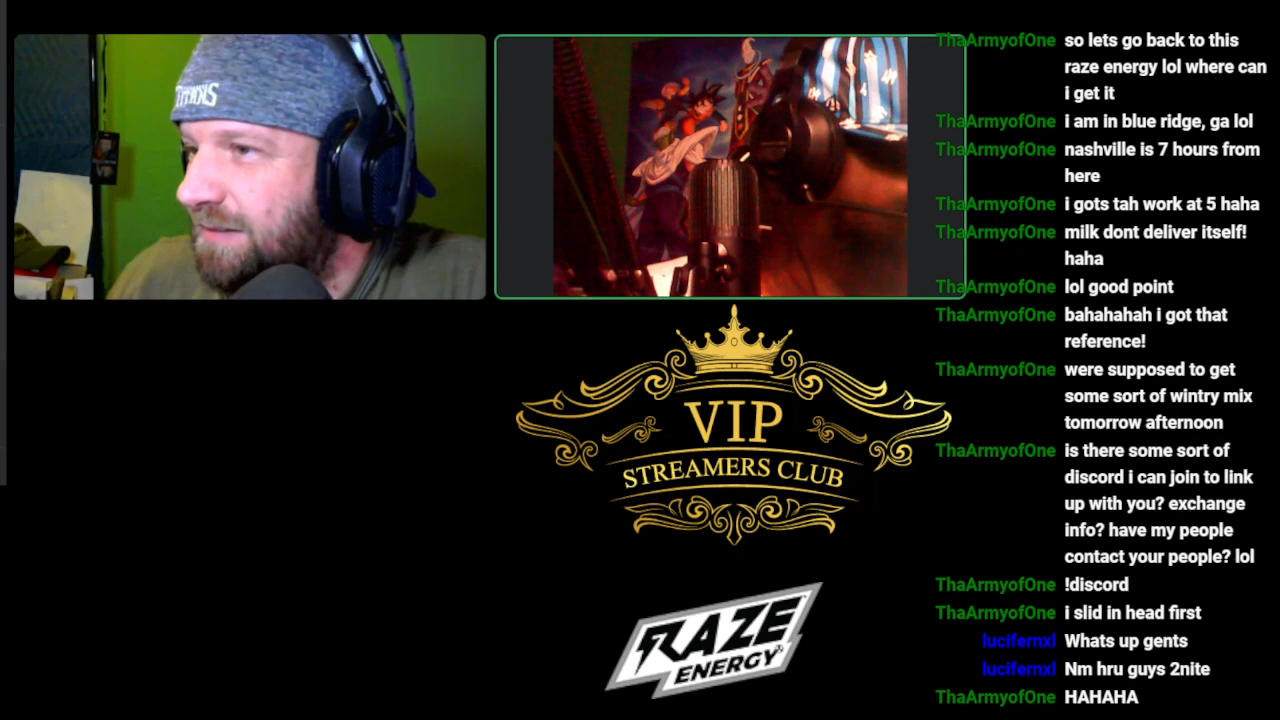 ThaArmyofOne so lets go back to this
raze energy lol where can
i get it
ThaArmyofOne i am in blue ridge, ga lol
ThaArmyofOne nashville is 7 hours from
here
ThaArmyofOne i gots tah work at 5 haha
ThaArmyofOne milk dont deliver itself!
haha
ThaArmyofOne lol good point
ThaArmyofOne bahahahah i got that
reference!
ThaArmyofOne were supposed to get
some sort of wintry mix
tomorrow afternoon
ThaArmyofOne is there some sort of
discord i can join to link
up with you? exchange
info? have my people
contact your people? lol
ThaArmyofOne !discord
ThaArmyofOne i slid in head first
lucifernxl Whats up gents
lucifernxl Nm hru guys 2nite
ThaArmyofOne HAHAHA
VIP
STREAMERS CLUB
RAZE
ENERGY